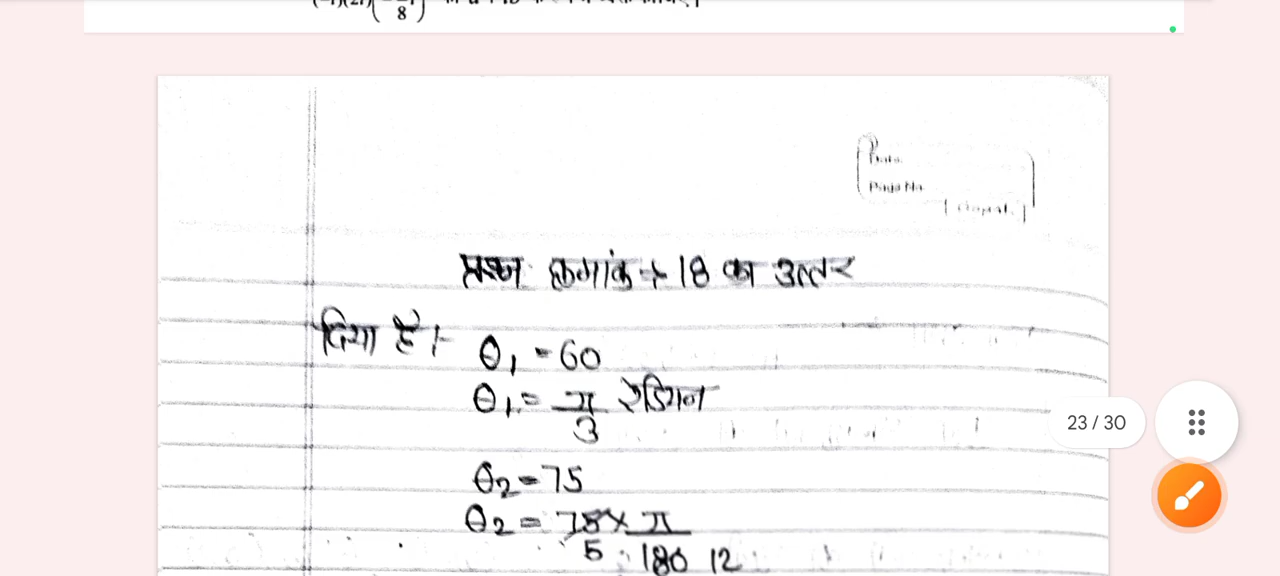 8
Date
Page No.
प्रश्न क्रमांक → 18 का उत्तर
दिया है :-
θ1 = 60
θ1 = π/3 रेडियन
23 / 30
θ2 = 75
θ2 = 75 × π
5 180 12